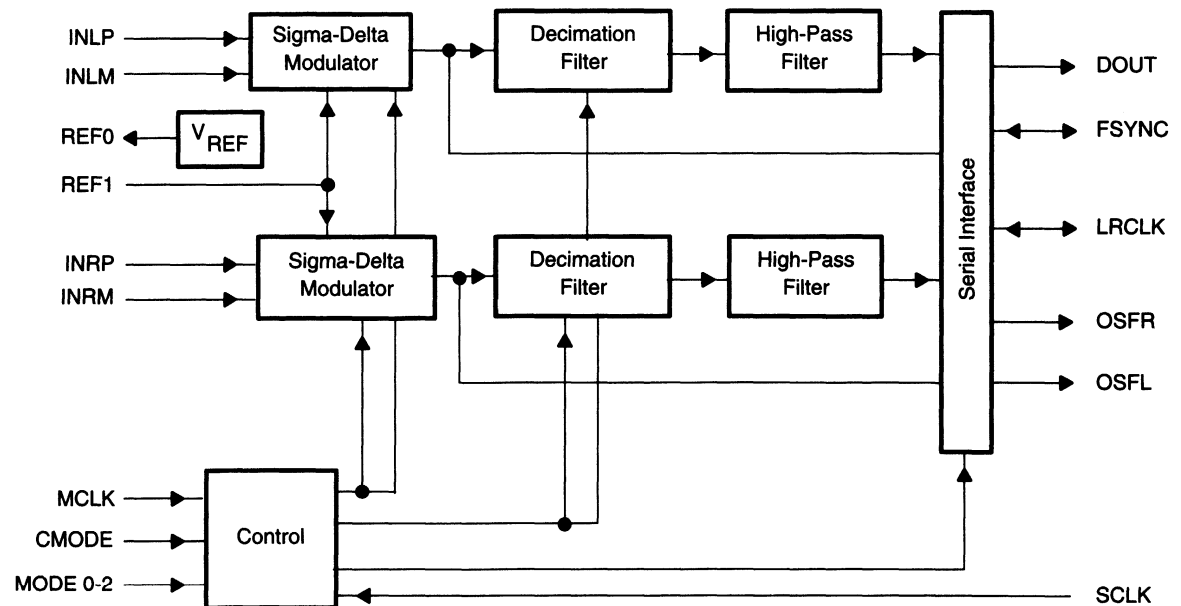 INLP
INLM
Sigma-Delta
Modulator
Decimation
Filter
High-Pass
Filter
DOUT
REF0
VREF
FSYNC
REF1
LRCLK
Serial Interface
INRP
INRM
Sigma-Delta
Modulator
Decimation
Filter
High-Pass
Filter
OSFR
OSFL
MCLK
CMODE
MODE 0-2
Control
SCLK